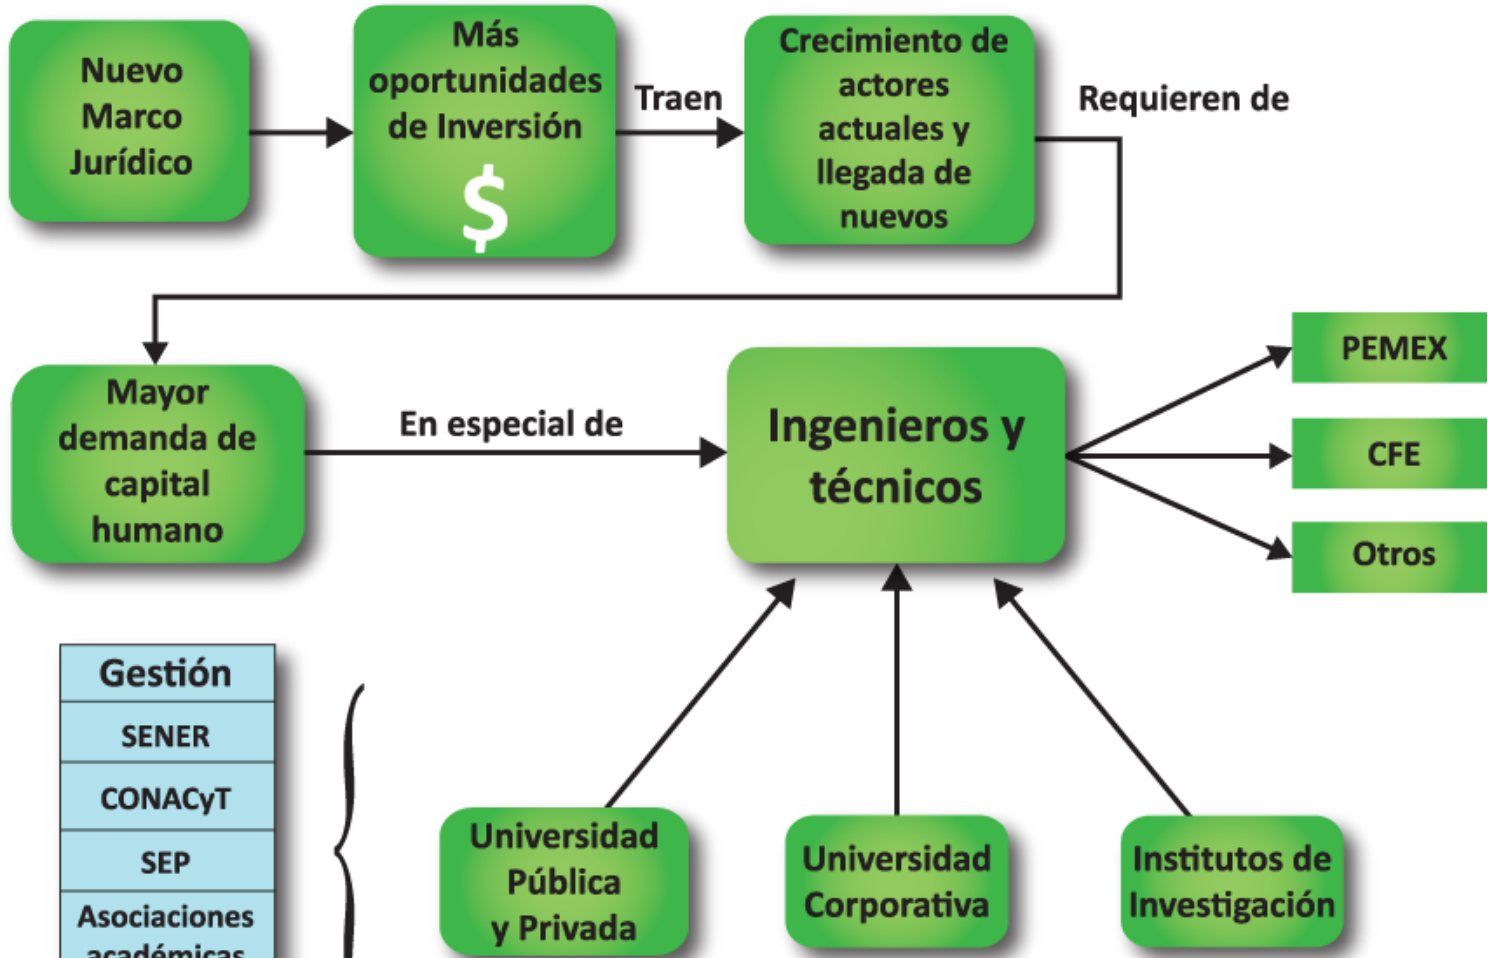 Nuevo
Marco
Jurídico
Más
oportunidades
de Inversión
$
Traen
Crecimiento de
actores
actuales y
llegada de
nuevos
Requieren de
Mayor
demanda de
capital
humano
En especial de
Ingenieros y
técnicos
PEMEX
CFE
Otros
Gestión
SENER
CONACyT
SEP
Asociaciones
académicas
Universidad
Pública
y Privada
Universidad
Corporativa
Institutos de
Investigación